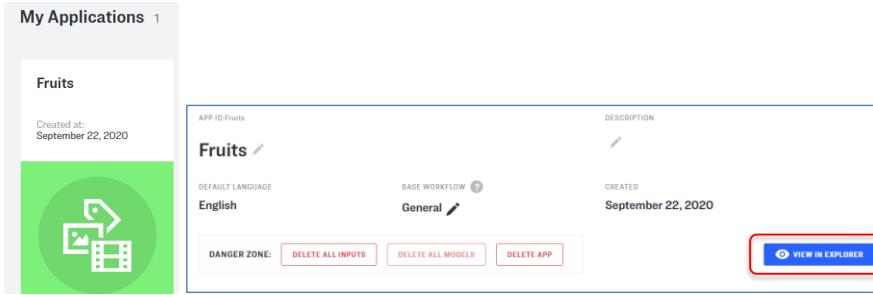 My Applications 1
Fruits
Created at:
September 22, 2020
APP ID:Fruits
DESCRIPTION
Fruits
DEFAULT LANGUAGE
BASE WORKFLOW ?
CREATED
English
General
September 22, 2020
DANGER ZONE: DELETE ALL INPUTS DELETE ALL MODELS DELETE APP
VIEW IN EXPLORER